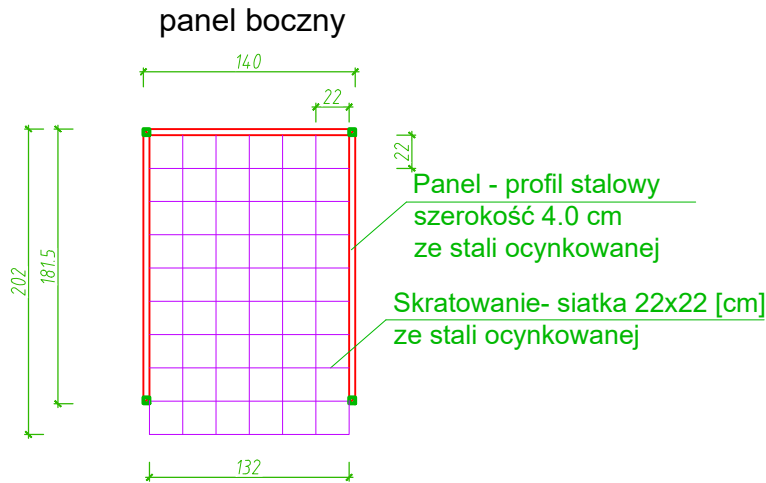 panel boczny
140
22
22
Panel - profil stalowy
szerokość 4.0 cm
ze stali ocynkowanej
202
181.5
Skratowanie- siatka 22x22 [cm]
ze stali ocynkowanej
132